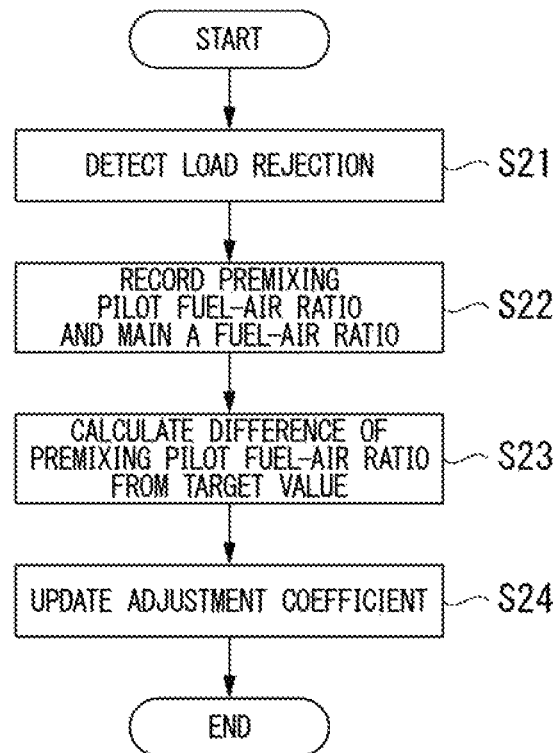 START
DETECT LOAD REJECTION
S21
RECORD PREMIXING
PILOT FUEL-AIR RATIO
AND MAIN A FUEL-AIR RATIO
S22
CALCULATE DIFFERENCE OF
PREMIXING PILOT FUEL-AIR RATIO
FROM TARGET VALUE
S23
UPDATE ADJUSTMENT COEFFICIENT
S24
END